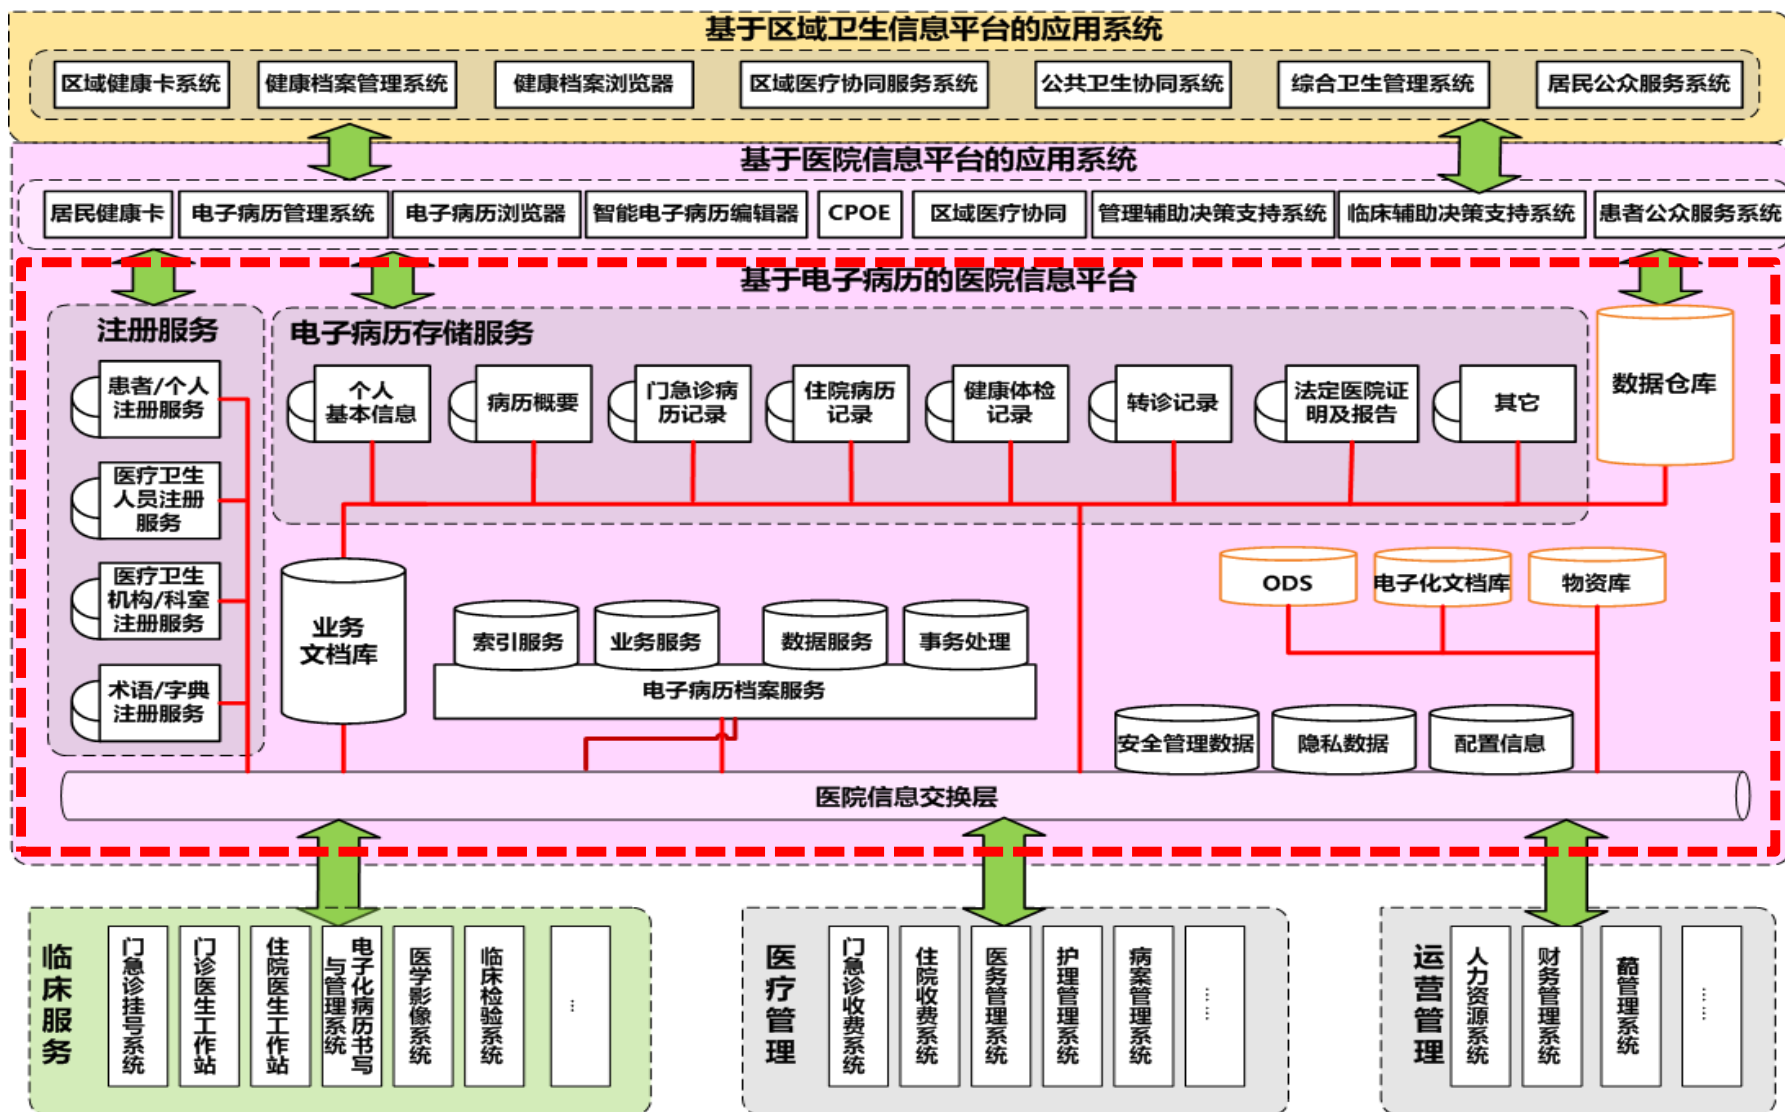 基于区域卫生信息平台的应用系统
区域健康卡系统
健康档案管理系统
健康档案浏览器
区域医疗协同服务系统
公共卫生协同系统
综合卫生管理系统
居民公众服务系统
基于医院信息平台的应用系统
居民健康卡
电子病历管理系统
电子病历浏览器
智能电子病历编辑器
CPOE
区域医疗协同
管理辅助决策支持系统
临床辅助决策支持系统
患者公众服务系统
基于电子病历的医院信息平台
注册服务
患者/个人
注册服务
医疗卫生
人员注册
服务
医疗卫生
机构/科室
注册服务
术语/字典
注册服务
电子病历存储服务
个人
基本信息
病历概要
门急诊病
历记录
住院病历
记录
健康体检
记录
转诊记录
法定医院证
明及报告
其它
数据仓库
业务
文档库
索引服务
业务服务
数据服务
事务处理
电子病历档案服务
ODS
电子化文档库
物资库
安全管理数据
隐私数据
配置信息
医院信息交换层
临床服务
门急诊挂号系统
门诊医生工作站
住院医生工作站
电子化病历书写
与管理系统
医学影像系统
临床检验系统
...
医疗管理
门急诊收费系统
住院收费系统
医务管理系统
护理管理系统
病案管理系统
......
运营管理
人力资源系统
财务管理系统
管理系统
......